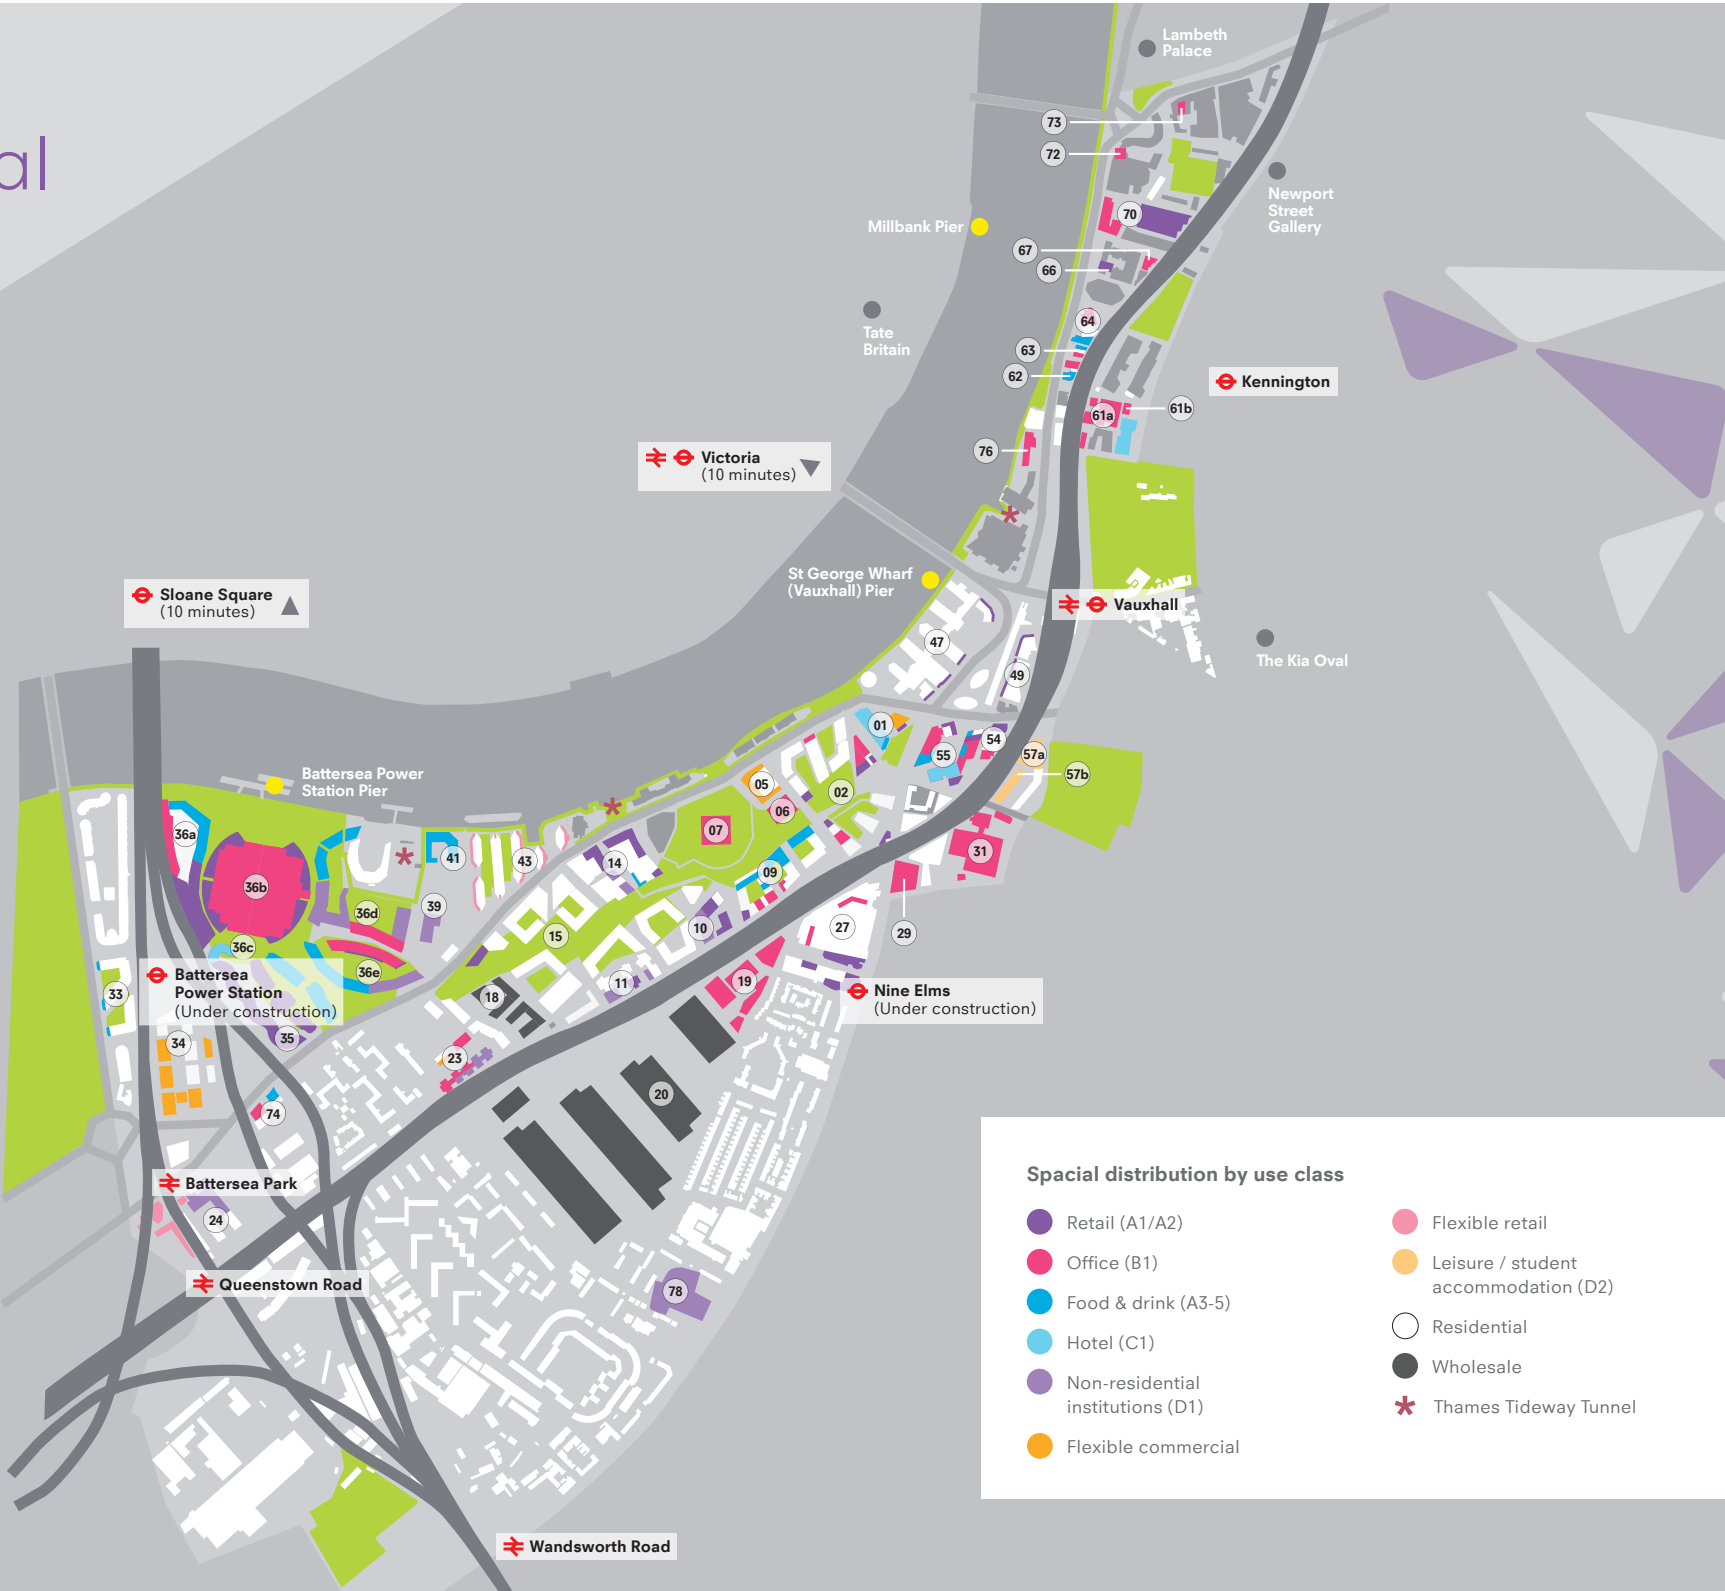 al
Lambeth
Palace
73
72
Newport
Street
Gallery
70
Millbank Pier
67
66
Tate
Britain
64
63
62
Kennington
61a
61b
76
Victoria
(10 minutes)
St George Wharf
(Vauxhall) Pier
Sloane Square
(10 minutes)
Vauxhall
47
The Kia Oval
49
01
54
55
57a
57b
Battersea Power
Station Pier
05
02
06
07
36a
41
43
14
31
09
36b
39
36d
10
27
29
15
36c
36e
Battersea
Power Station
(Under construction)
33
18
11
19
Nine Elms
(Under construction)
34
35
23
20
74
Battersea Park
24
Queenstown Road
78
Wandsworth Road
Spacial distribution by use class
Retail (A1/A2)
Office (B1)
Food & drink (A3-5)
Hotel (C1)
Non-residential
institutions (D1)
Flexible commercial
Flexible retail
Leisure / student
accommodation (D2)
Residential
Wholesale
Thames Tideway Tunnel